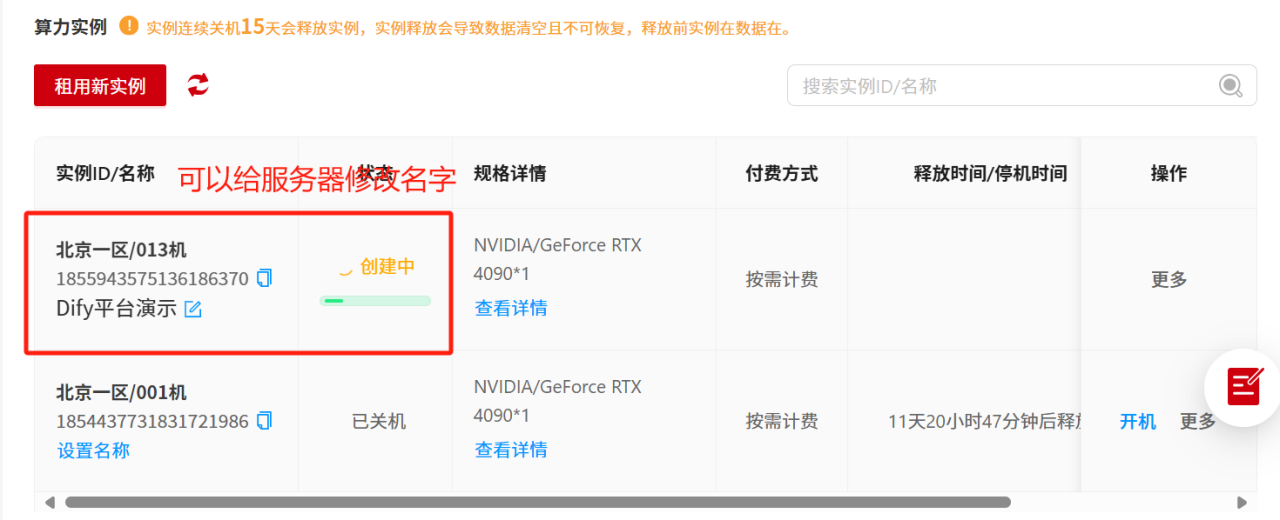 算力实例 ! 实例连续关机15天会释放实例，实例释放会导致数据清空且不可恢复，释放前实例在数据在。
租用新实例
搜索实例ID/名称
实例ID/名称 状态 规格详情 付费方式 释放时间/停机时间 操作
可以给服务器修改名字
北京一区/013机
1855943575136186370
Dify平台演示
创建中
NVIDIA/GeForce RTX
4090*1
查看详情
按需计费
更多
北京一区/001机
1854437731831721986
设置名称
已关机
NVIDIA/GeForce RTX
4090*1
查看详情
按需计费
11天20小时47分钟后释放
开机 更多